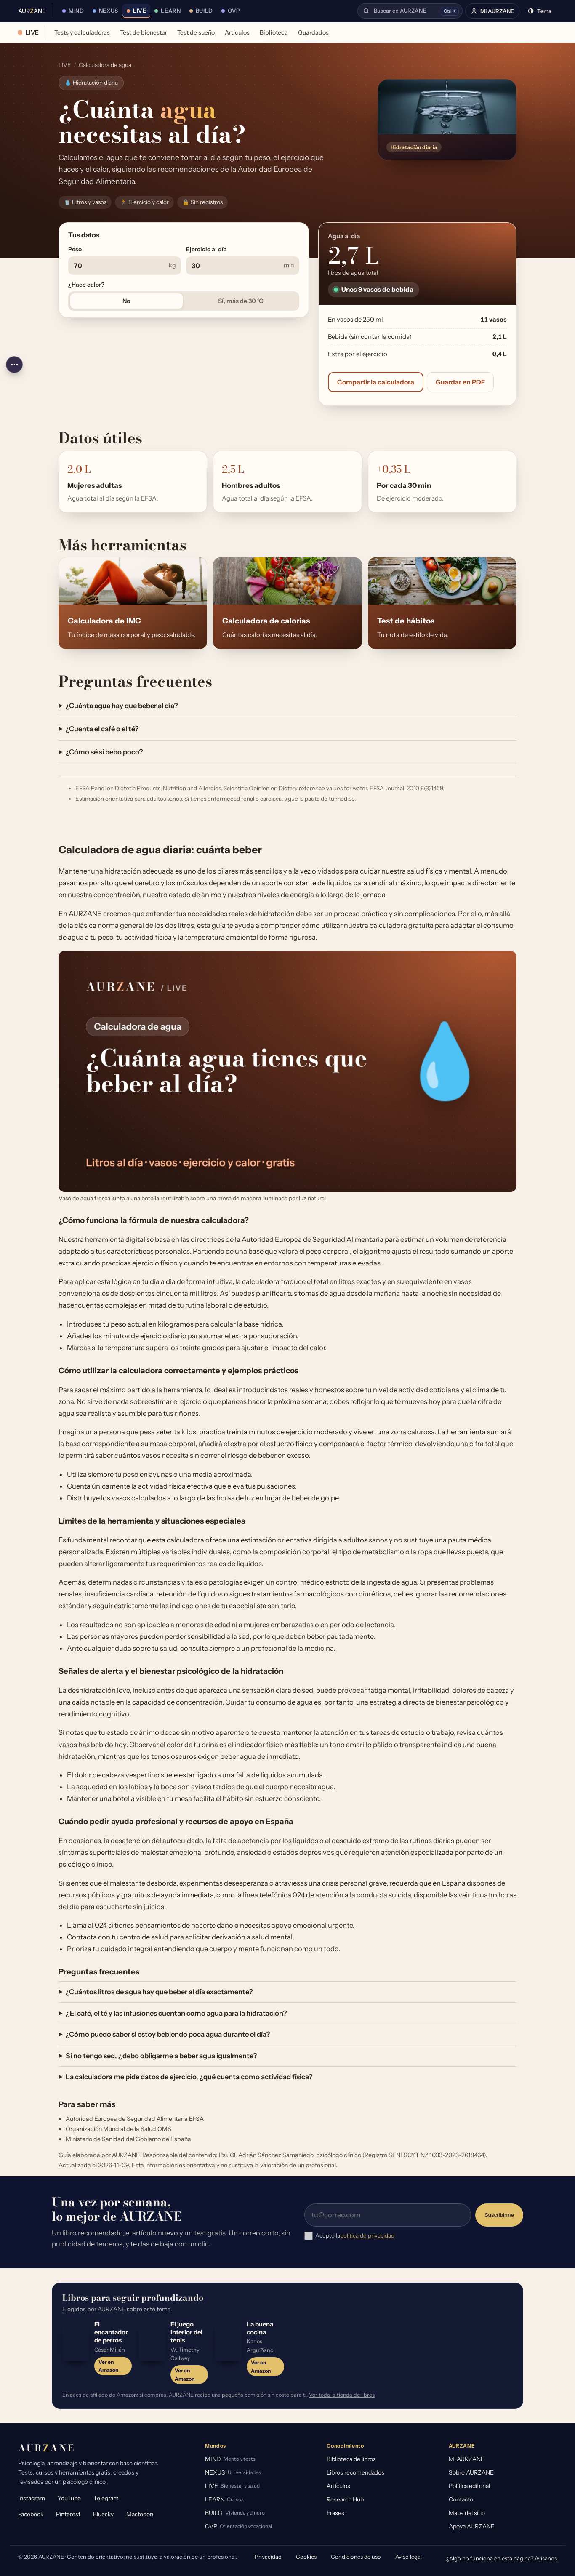 AURZANE MIND NEXUS LIVE LEARN BUILD OVP Buscar en AURZANE Ctrl K Mi AURZANE Tema
LIVE Tests y calculadoras Test de bienestar Test de sueño Artículos Biblioteca Guardados
LIVE / Calculadora de agua
Hidratación diaria
¿Cuánta agua
necesitas al día?
Calculamos el agua que te conviene tomar al día según tu peso, el ejercicio que
haces y el calor, siguiendo las recomendaciones de la Autoridad Europea de
Seguridad Alimentaria.
Litros y vasos Ejercicio y calor Sin registros
Hidratación diaria
Tus datos
Peso Ejercicio al día
70 kg 30 min
¿Hace calor?
No Sí, más de 30 °C
Agua al día
2,7 L
litros de agua total
Unos 9 vasos de bebida
En vasos de 250 ml 11 vasos
Bebida (sin contar la comida) 2,1 L
Extra por el ejercicio 0,4 L
Compartir la calculadora Guardar en PDF
Datos útiles
2,0 L
Mujeres adultas
Agua total al día según la EFSA.
2,5 L
Hombres adultos
Agua total al día según la EFSA.
+0,35 L
Por cada 30 min
De ejercicio moderado.
Más herramientas
Calculadora de IMC
Tu índice de masa corporal y peso saludable.
Calculadora de calorías
Cuántas calorías necesitas al día.
Test de hábitos
Tu nota de estilo de vida.
Preguntas frecuentes
¿Cuánta agua hay que beber al día?
¿Cuenta el café o el té?
¿Cómo sé si bebo poco?
EFSA Panel on Dietetic Products, Nutrition and Allergies. Scientific Opinion on Dietary reference values for water. EFSA Journal. 2010;8(3):1459.
Estimación orientativa para adultos sanos. Si tienes enfermedad renal o cardiaca, sigue la pauta de tu médico.
Calculadora de agua diaria: cuánta beber
Mantener una hidratación adecuada es uno de los pilares más sencillos y a la vez olvidados para cuidar nuestra salud física y mental. A menudo
pasamos por alto que el cerebro y los músculos dependen de un aporte constante de líquidos para rendir al máximo, lo que impacta directamente
en nuestra concentración, nuestro estado de ánimo y nuestros niveles de energía a lo largo de la jornada.
En AURZANE creemos que entender tus necesidades reales de hidratación debe ser un proceso práctico y sin complicaciones. Por ello, más allá
de la clásica norma general de los dos litros, esta guía te ayuda a comprender cómo utilizar nuestra calculadora gratuita para adaptar el consumo
de agua a tu peso, tu actividad física y la temperatura ambiental de forma rigurosa.
AURZANE / LIVE
Calculadora de agua
¿Cuánta agua tienes que
beber al día?
Litros al día · vasos · ejercicio y calor · gratis
Vaso de agua fresca junto a una botella reutilizable sobre una mesa de madera iluminada por luz natural
¿Cómo funciona la fórmula de nuestra calculadora?
Nuestra herramienta digital se basa en las directrices de la Autoridad Europea de Seguridad Alimentaria para estimar un volumen de referencia
adaptado a tus características personales. Partiendo de una base que valora el peso corporal, el algoritmo ajusta el resultado sumando un aporte
extra cuando practicas ejercicio físico y cuando te encuentras en entornos con temperaturas elevadas.
Para aplicar esta lógica en tu día a día de forma intuitiva, la calculadora traduce el total en litros exactos y en su equivalente en vasos
convencionales de doscientos cincuenta mililitros. Así puedes planificar tus tomas de agua desde la mañana hasta la noche sin necesidad de
hacer cuentas complejas en mitad de tu rutina laboral o de estudio.
Introduces tu peso actual en kilogramos para calcular la base hídrica.
Añades los minutos de ejercicio diario para sumar el extra por sudoración.
Marcas si la temperatura supera los treinta grados para ajustar el impacto del calor.
Cómo utilizar la calculadora correctamente y ejemplos prácticos
Para sacar el máximo partido a la herramienta, lo ideal es introducir datos reales y honestos sobre tu nivel de actividad cotidiana y el clima de tu
zona. No sirve de nada sobreestimar el ejercicio que planeas hacer la próxima semana; debes reflejar lo que te mueves hoy para que la cifra de
agua sea realista y asumible para tus riñones.
Imagina una persona que pesa setenta kilos, practica treinta minutos de ejercicio moderado y vive en una zona calurosa. La herramienta sumará
la base correspondiente a su masa corporal, añadirá el extra por el esfuerzo físico y compensará el factor térmico, devolviendo una cifra total que
le permitirá saber cuántos vasos necesita sin correr el riesgo de beber en exceso.
Utiliza siempre tu peso en ayunas o una media aproximada.
Cuenta únicamente la actividad física efectiva que eleva tus pulsaciones.
Distribuye los vasos calculados a lo largo de las horas de luz en lugar de beber de golpe.
Límites de la herramienta y situaciones especiales
Es fundamental recordar que esta calculadora ofrece una estimación orientativa dirigida a adultos sanos y no sustituye una pauta médica
personalizada. Existen múltiples variables individuales, como la composición corporal, el tipo de metabolismo o la ropa que llevas puesta, que
pueden alterar ligeramente tus requerimientos reales de líquidos.
Además, determinadas circunstancias vitales o patologías exigen un control médico estricto de la ingesta de agua. Si presentas problemas
renales, insuficiencia cardíaca, retención de líquidos o sigues tratamientos farmacológicos con diuréticos, debes ignorar las recomendaciones
estándar y seguir estrictamente las indicaciones de tu especialista sanitario.
Los resultados no son aplicables a menores de edad ni a mujeres embarazadas o en periodo de lactancia.
Las personas mayores pueden perder sensibilidad a la sed, por lo que deben beber pautadamente.
Ante cualquier duda sobre tu salud, consulta siempre a un profesional de la medicina.
Señales de alerta y el bienestar psicológico de la hidratación
La deshidratación leve, incluso antes de que aparezca una sensación clara de sed, puede provocar fatiga mental, irritabilidad, dolores de cabeza y
una caída notable en la capacidad de concentración. Cuidar tu consumo de agua es, por tanto, una estrategia directa de bienestar psicológico y
rendimiento cognitivo.
Si notas que tu estado de ánimo decae sin motivo aparente o te cuesta mantener la atención en tus tareas de estudio o trabajo, revisa cuántos
vasos has bebido hoy. Observar el color de tu orina es el indicador físico más fiable: un tono amarillo pálido o transparente indica una buena
hidratación, mientras que los tonos oscuros exigen beber agua de inmediato.
El dolor de cabeza vespertino suele estar ligado a una falta de líquidos acumulada.
La sequedad en los labios y la boca son avisos tardíos de que el cuerpo necesita agua.
Mantener una botella visible en tu mesa facilita el hábito sin esfuerzo consciente.
Cuándo pedir ayuda profesional y recursos de apoyo en España
En ocasiones, la desatención del autocuidado, la falta de apetencia por los líquidos o el descuido extremo de las rutinas diarias pueden ser
síntomas superficiales de malestar emocional profundo, ansiedad o estados depresivos que requieren atención especializada por parte de un
psicólogo clínico.
Si sientes que el malestar te desborda, experimentas desesperanza o atraviesas una crisis personal grave, recuerda que en España dispones de
recursos públicos y gratuitos de ayuda inmediata, como la línea telefónica 024 de atención a la conducta suicida, disponible las veinticuatro horas
del día para escucharte sin juicios.
Llama al 024 si tienes pensamientos de hacerte daño o necesitas apoyo emocional urgente.
Contacta con tu centro de salud para solicitar derivación a salud mental.
Prioriza tu cuidado integral entendiendo que cuerpo y mente funcionan como un todo.
Preguntas frecuentes
¿Cuántos litros de agua hay que beber al día exactamente?
¿El café, el té y las infusiones cuentan como agua para la hidratación?
¿Cómo puedo saber si estoy bebiendo poca agua durante el día?
Si no tengo sed, ¿debo obligarme a beber agua igualmente?
La calculadora me pide datos de ejercicio, ¿qué cuenta como actividad física?
Para saber más
Autoridad Europea de Seguridad Alimentaria EFSA
Organización Mundial de la Salud OMS
Ministerio de Sanidad del Gobierno de España
Guía elaborada por AURZANE. Responsable del contenido: Psi. Cl. Adrián Sánchez Samaniego, psicólogo clínico (Registro SENESCYT N.º 1033-2023-2618464).
Actualizada el 2026-11-09. Esta información es orientativa y no sustituye la valoración de un profesional.
Una vez por semana,
lo mejor de AURZANE
Un libro recomendado, el artículo nuevo y un test gratis. Un correo corto, sin
publicidad de terceros, y te das de baja con un clic.
tu@correo.com Suscribirme
Acepto la política de privacidad
Libros para seguir profundizando
Elegidos por AURZANE sobre este tema.
El
encantador
de perros
César Millán
Ver en
Amazon
El juego
interior del
tenis
W. Timothy
Gallwey
Ver en
Amazon
La buena
cocina
Karlos
Arguiñano
Ver en
Amazon
Enlaces de afiliado de Amazon: si compras, AURZANE recibe una pequeña comisión sin coste para ti. Ver toda la tienda de libros
AURZANE
Psicología, aprendizaje y bienestar con base científica.
Tests, cursos y herramientas gratis, creados y
revisados por un psicólogo clínico.
Instagram YouTube Telegram
Facebook Pinterest Bluesky Mastodon
Mundos
MIND Mente y tests
NEXUS Universidades
LIVE Bienestar y salud
LEARN Cursos
BUILD Vivienda y dinero
OVP Orientación vocacional
Conocimiento
Biblioteca de libros
Libros recomendados
Artículos
Research Hub
Frases
AURZANE
Mi AURZANE
Sobre AURZANE
Política editorial
Contacto
Mapa del sitio
Apoya AURZANE
© 2026 AURZANE · Contenido orientativo: no sustituye la valoración de un profesional. Privacidad Cookies Condiciones de uso Aviso legal ¿Algo no funciona en esta página? Avísanos